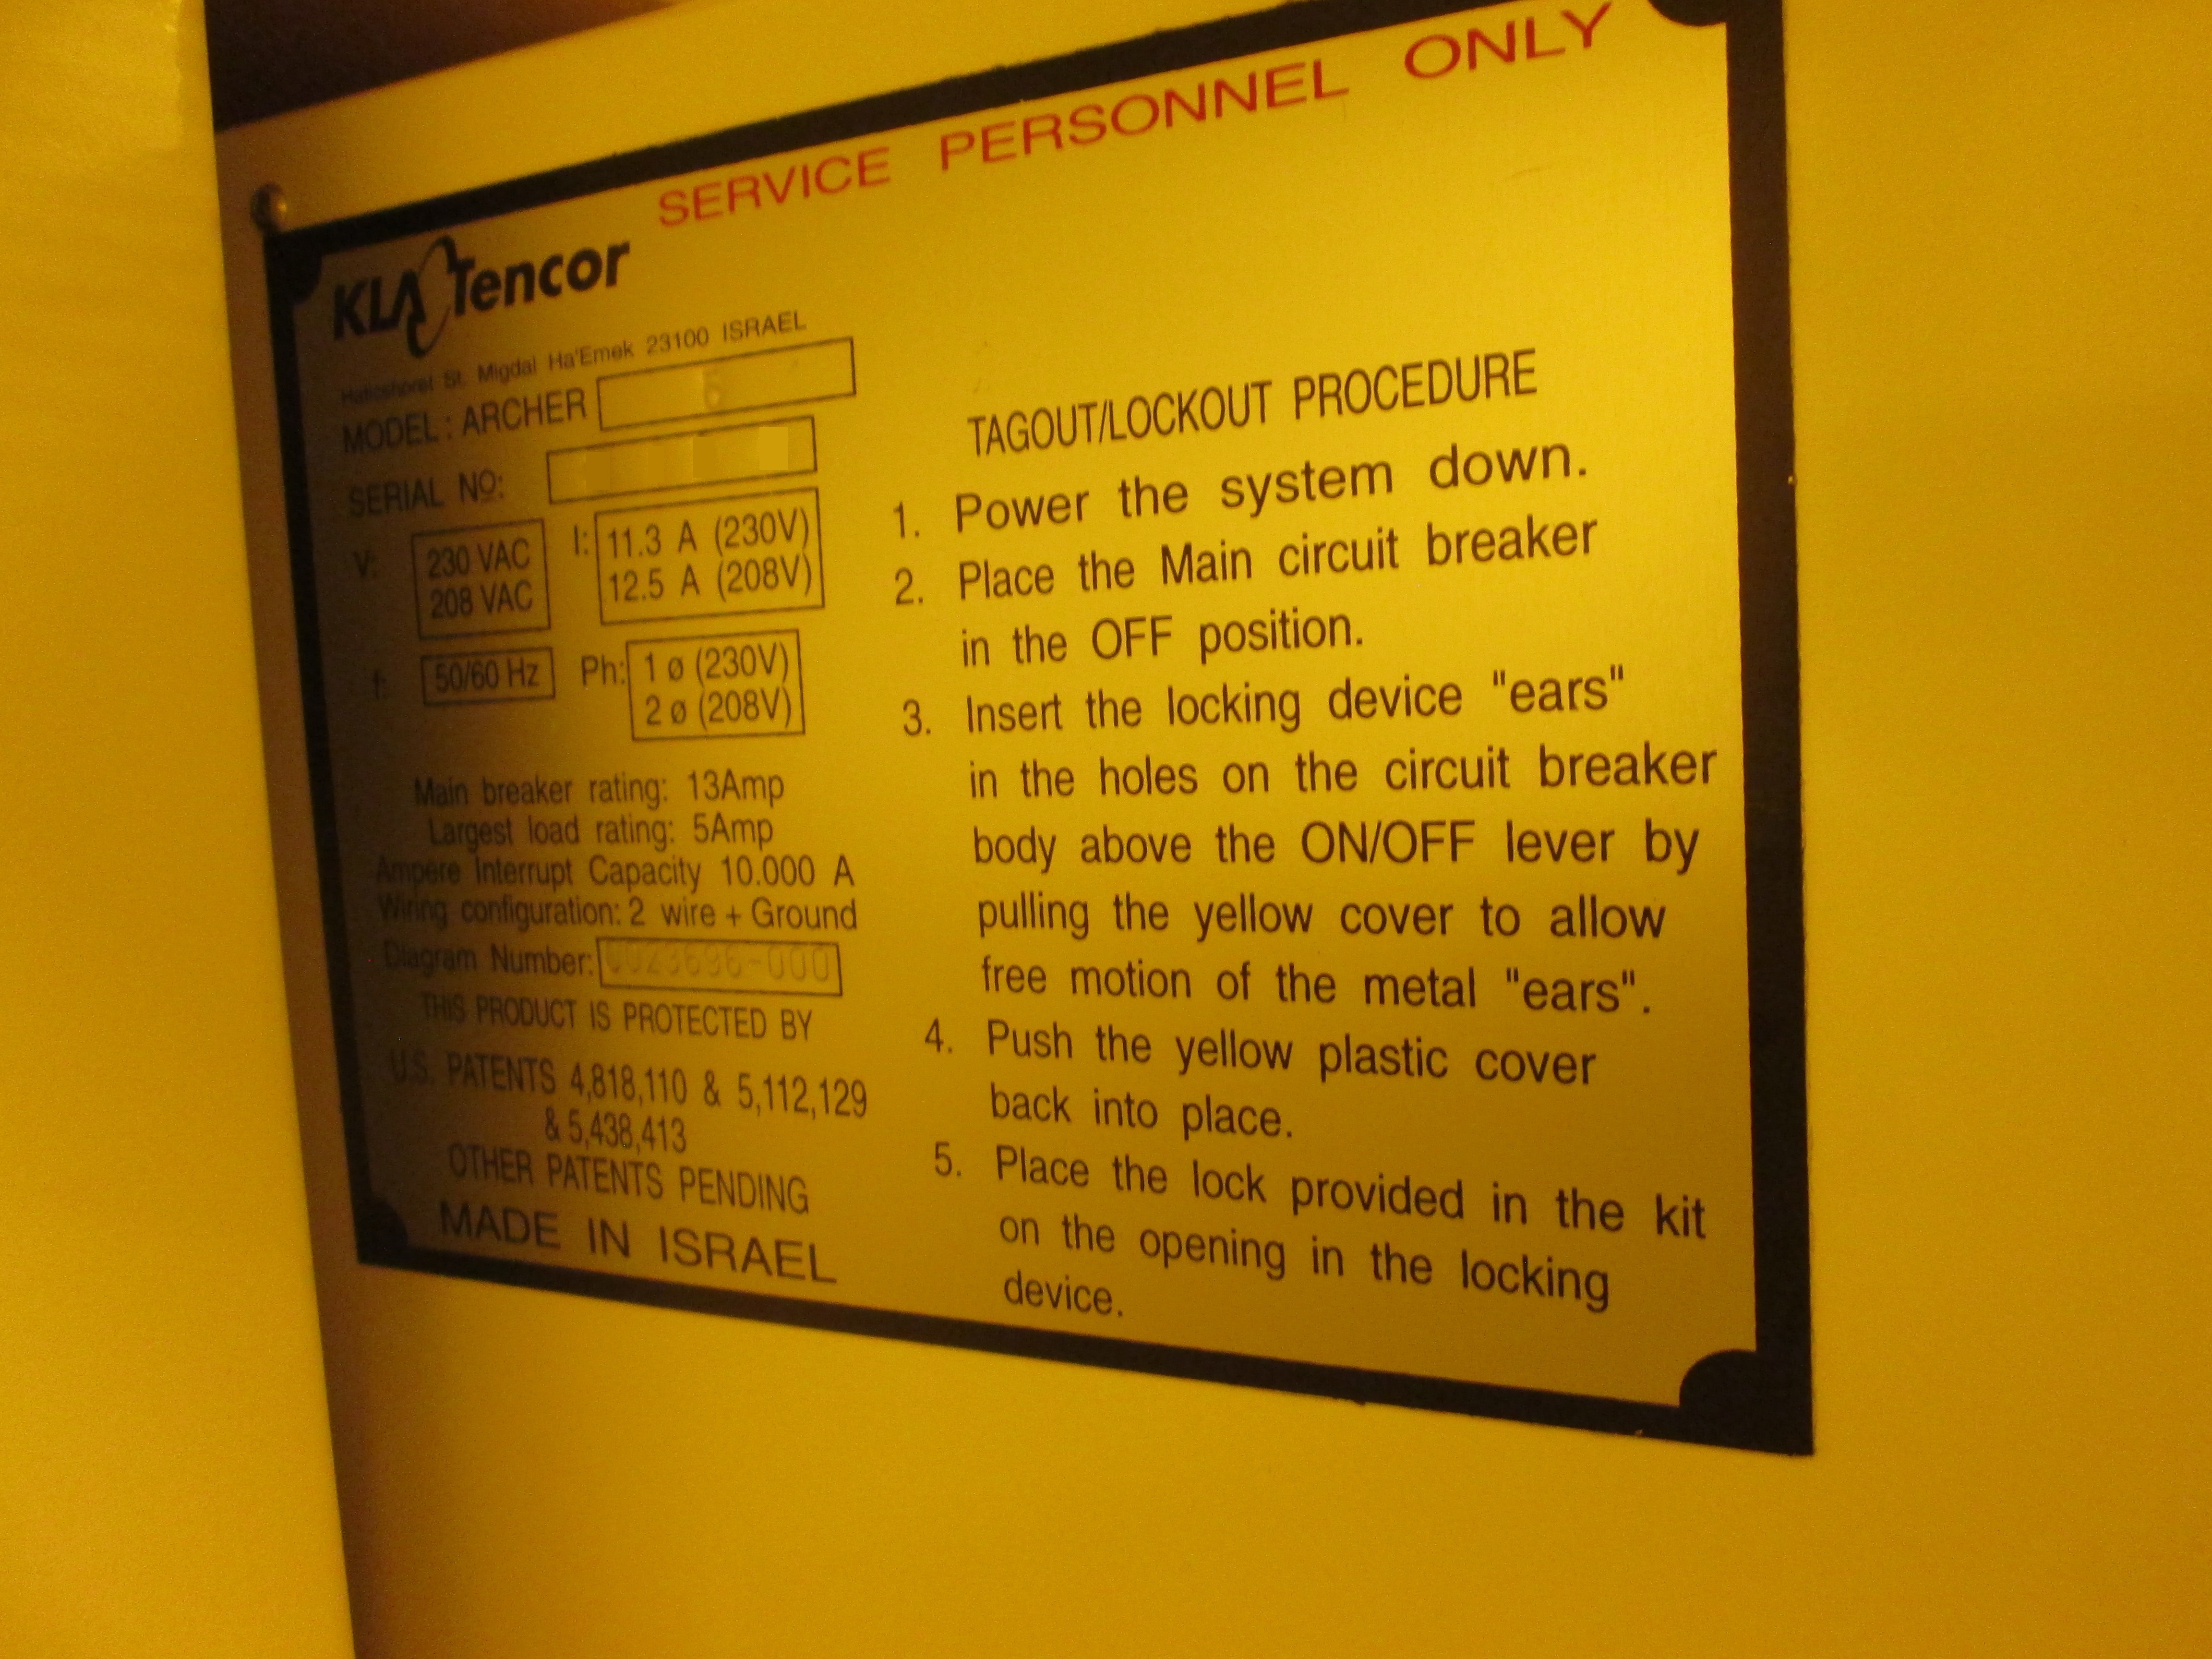 SERVICE PERSONNEL ONLY
KLA Tencor
St. Migdal Ha'Emek 23100 ISRAEL
MODEL: ARCHER
SERIAL NO:
V: 230 VAC
208 VAC
I: 11.3 A (230V)
12.5 A (208V)
f: 50/60 Hz
Ph: 1 ø (230V)
2 ø (208V)
Main breaker rating: 13Amp
Largest load rating: 5Amp
Ampere Interrupt Capacity 10.000 A
Wiring configuration: 2 wire + Ground
Diagram Number: 0023696-000
THIS PRODUCT IS PROTECTED BY
U.S. PATENTS 4,818,110 & 5,112,129
& 5,438,413
OTHER PATENTS PENDING
MADE IN ISRAEL
TAGOUT/LOCKOUT PROCEDURE
1. Power the system down.
2. Place the Main circuit breaker
in the OFF position.
3. Insert the locking device "ears"
in the holes on the circuit breaker
body above the ON/OFF lever by
pulling the yellow cover to allow
free motion of the metal "ears".
4. Push the yellow plastic cover
back into place.
5. Place the lock provided in the kit
on the opening in the locking
device.